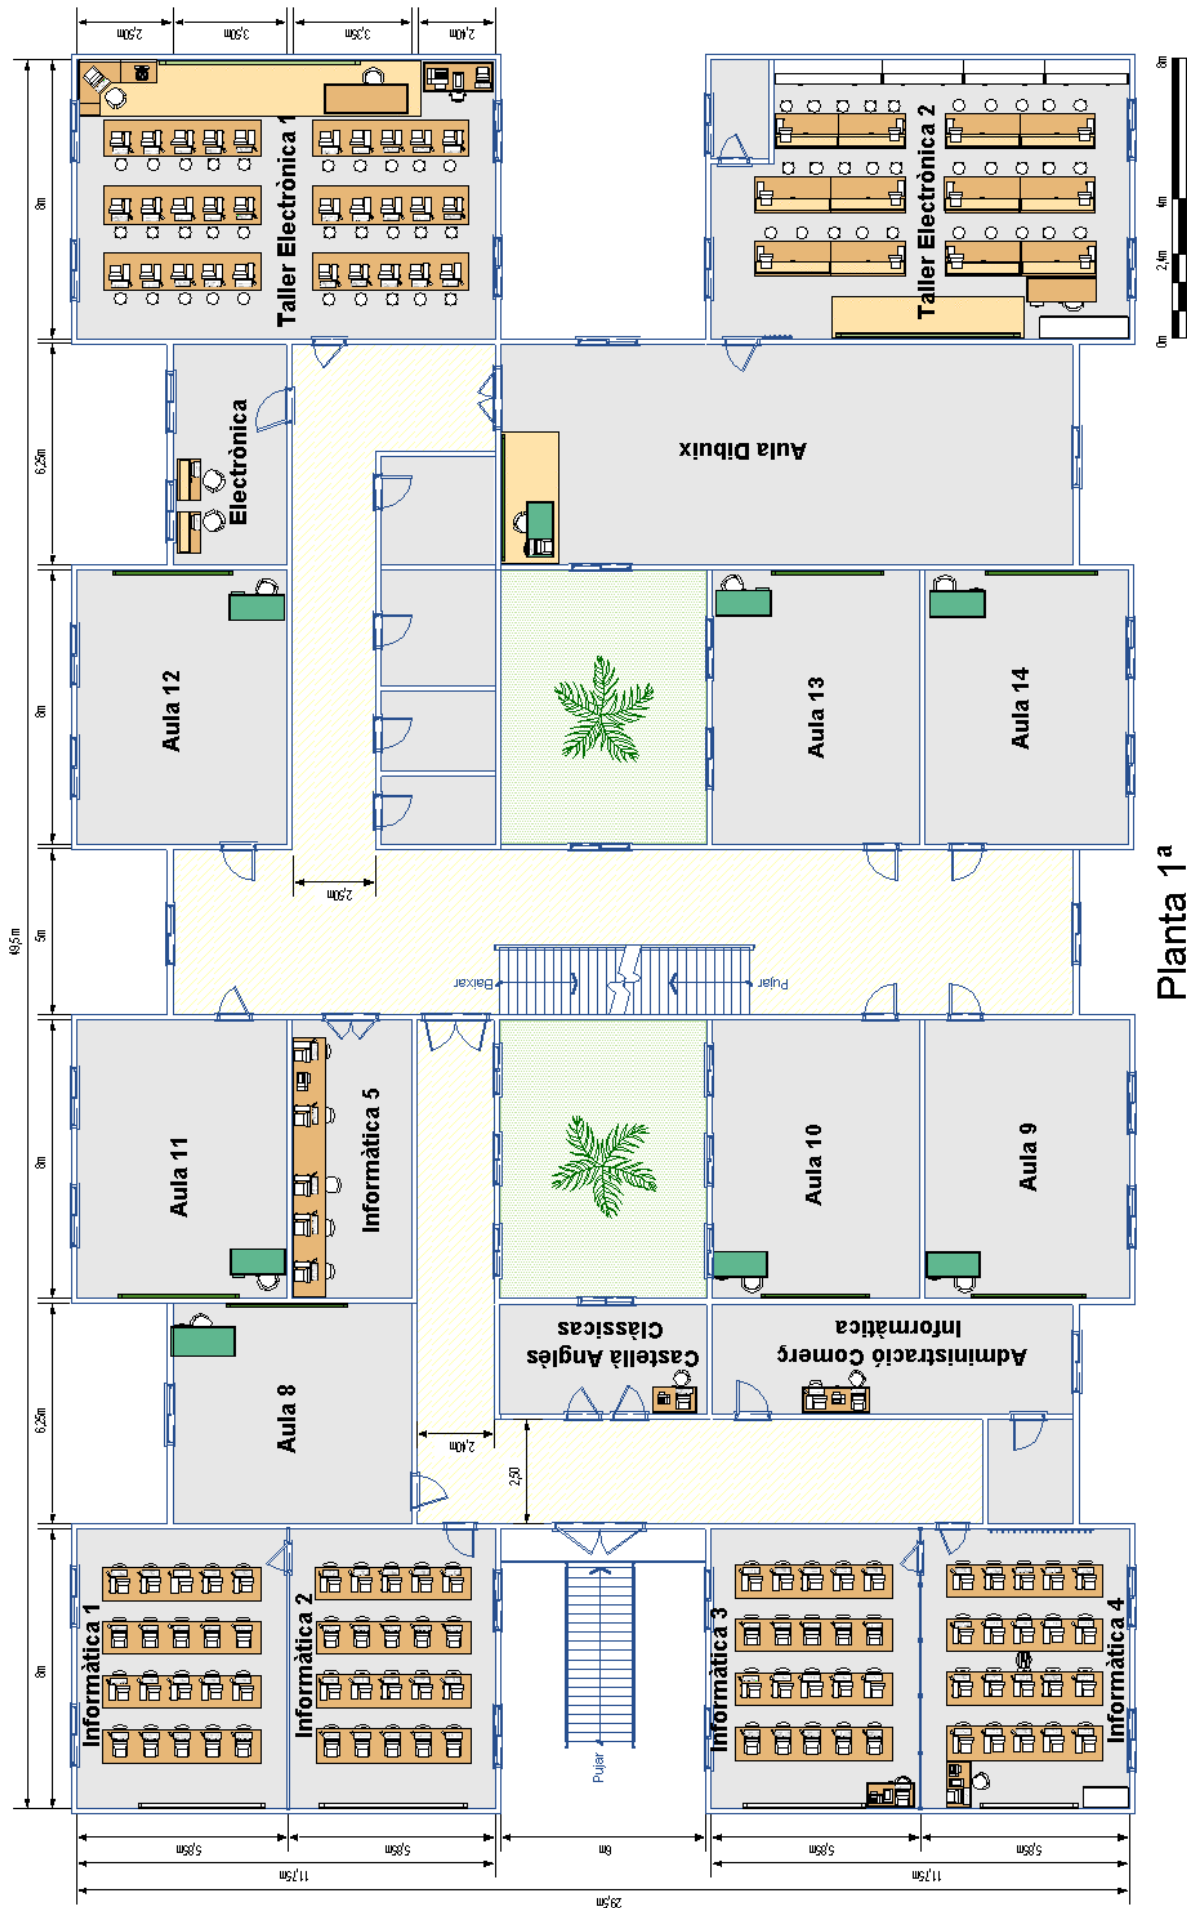 2,50m
3,50m
3,35m
2,40m
49,5m
8m
6,25m
8m
5m
8m
6,25m
8m
Taller Electrònica 1
Taller Electrònica 2
0m
2,4m
4m
8m
Electrònica
Aula Dibuix
Aula 12
Aula 13
Aula 14
2,50m
Baixar
Pujar
Planta 1ª
Aula 11
Informàtica 5
Aula 10
Aula 9
Aula 8
Castellà Anglès
Clàssicas
Administració Comerç
Informàtica
2,40m
2,50
Informàtica 1
Informàtica 2
Pujar
Informàtica 3
Informàtica 4
5,85m
5,85m
6m
5,85m
5,85m
11,75m
11,75m
29,5m